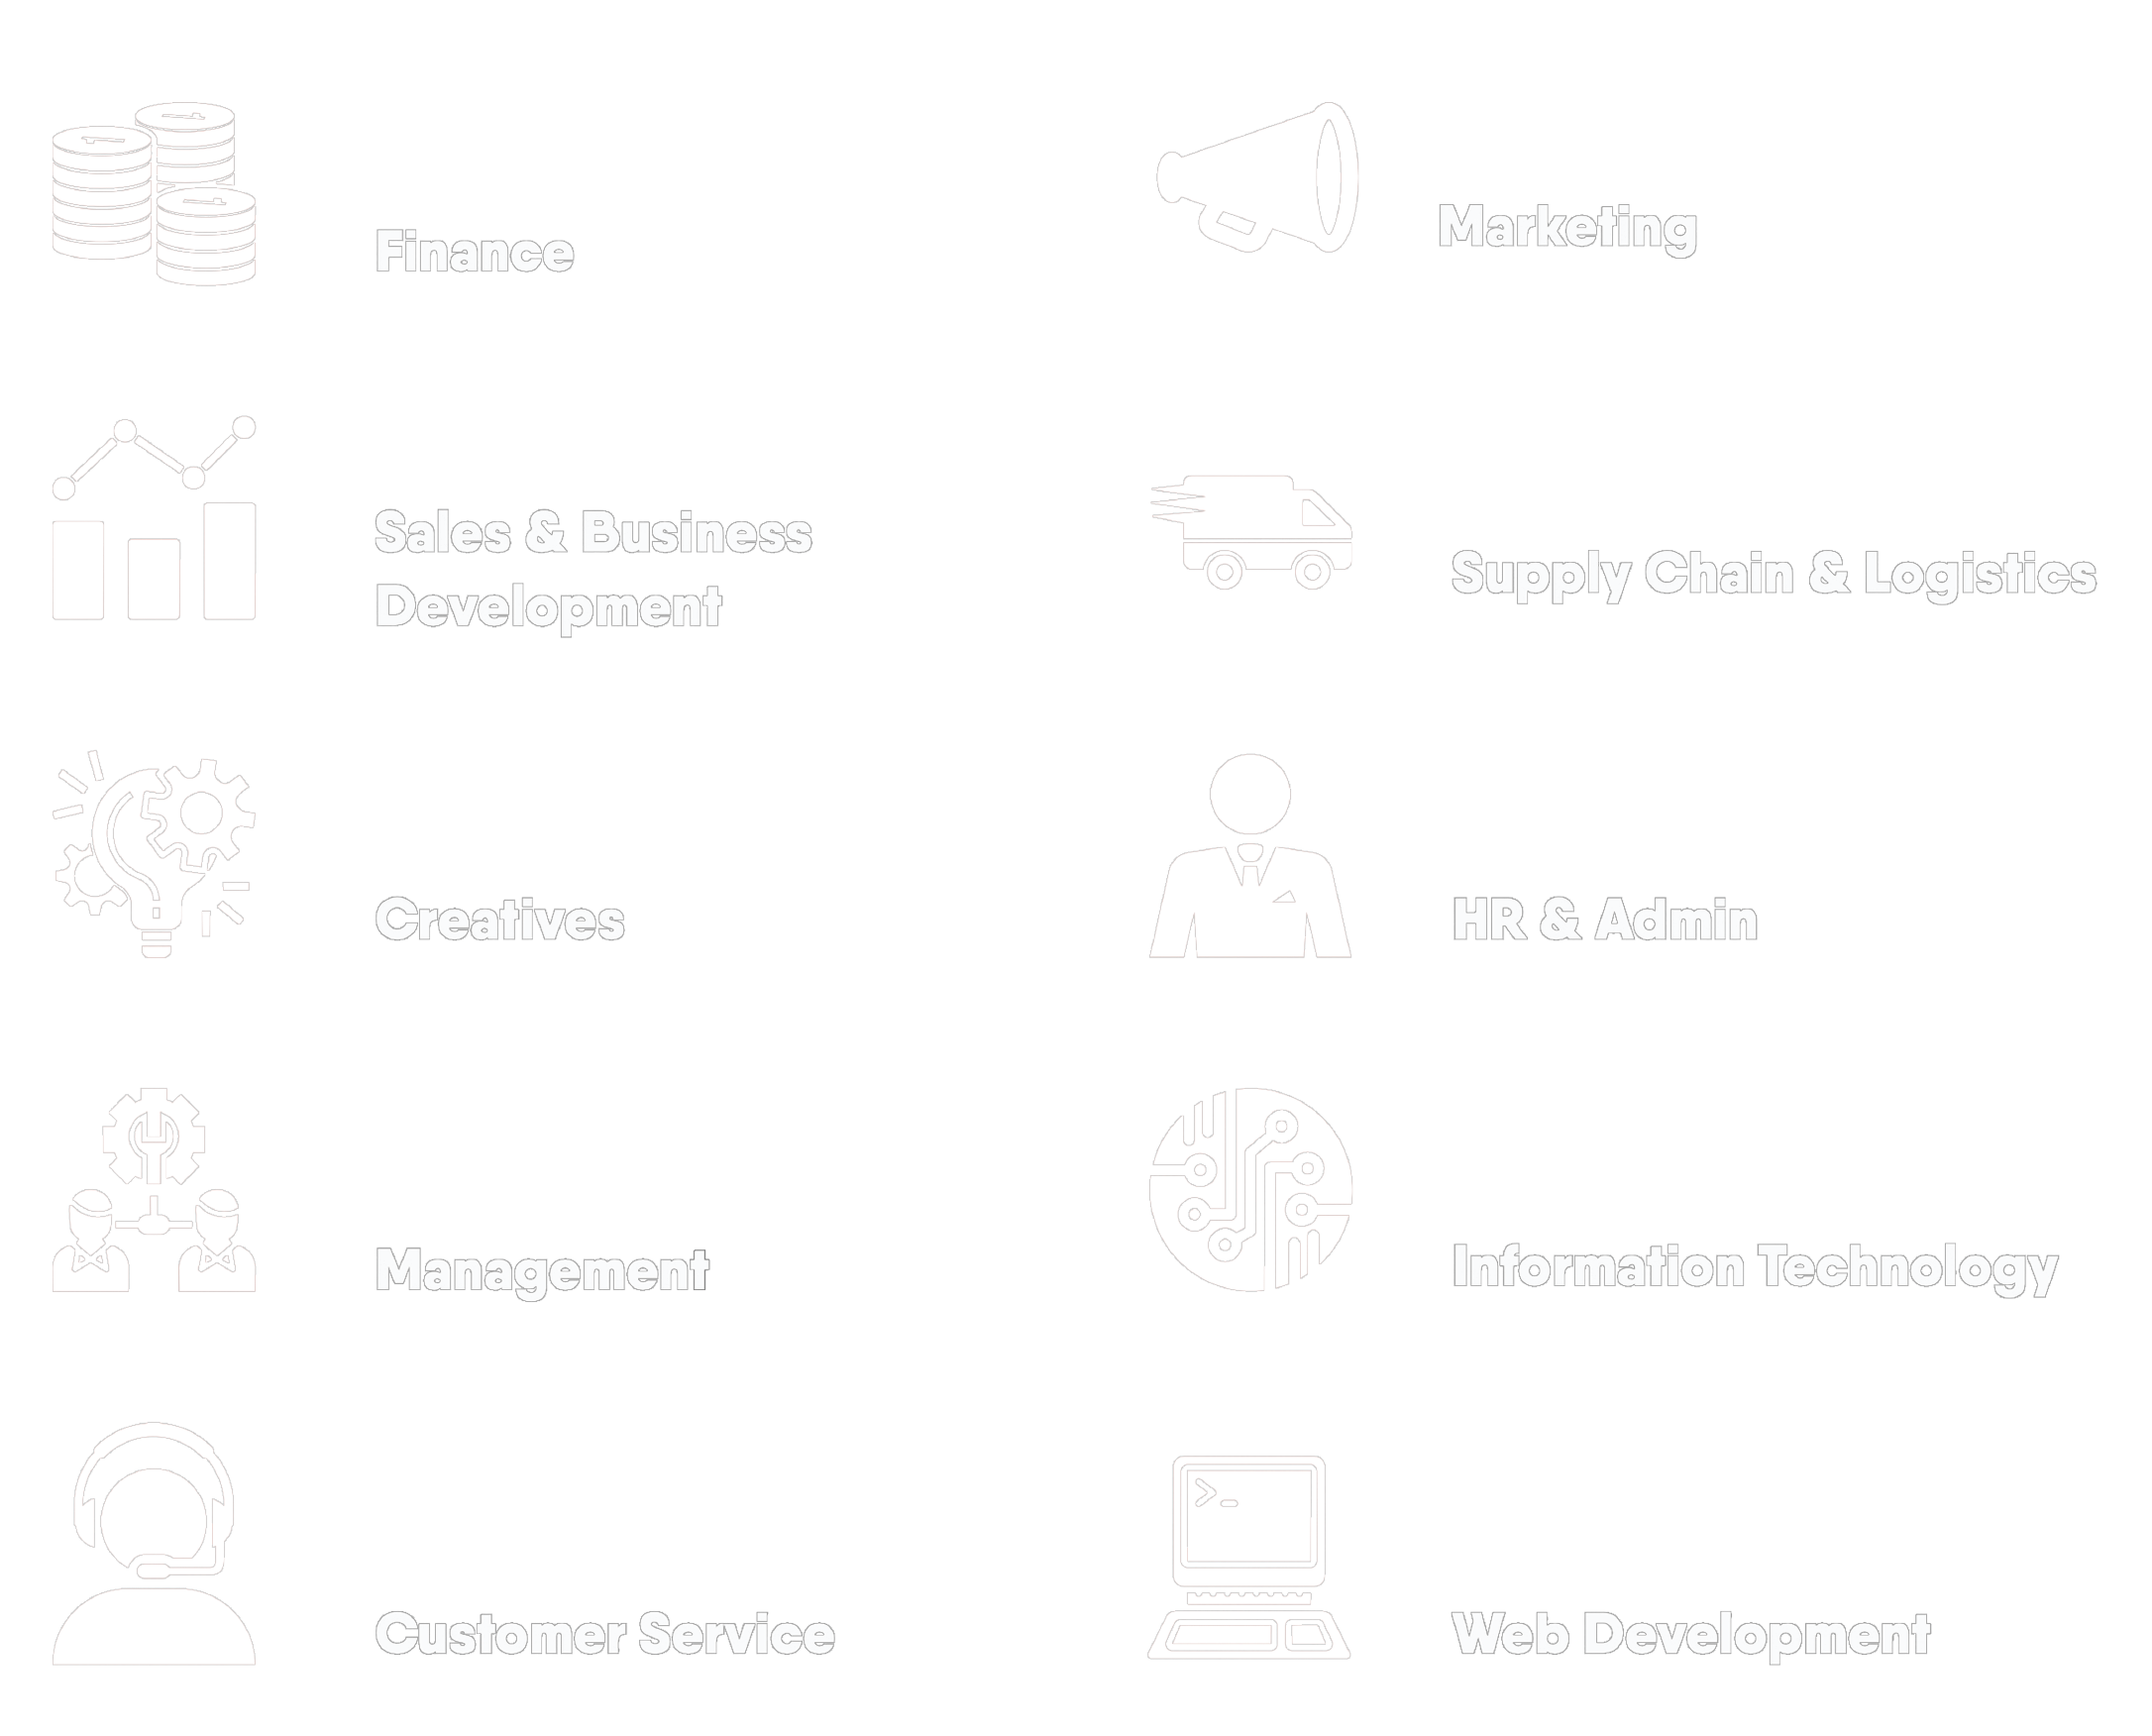 Finance
Marketing
Sales & Business
Development
Supply Chain & Logistics
Creatives
HR & Admin
Management
Information Technology
Customer Service
Web Development